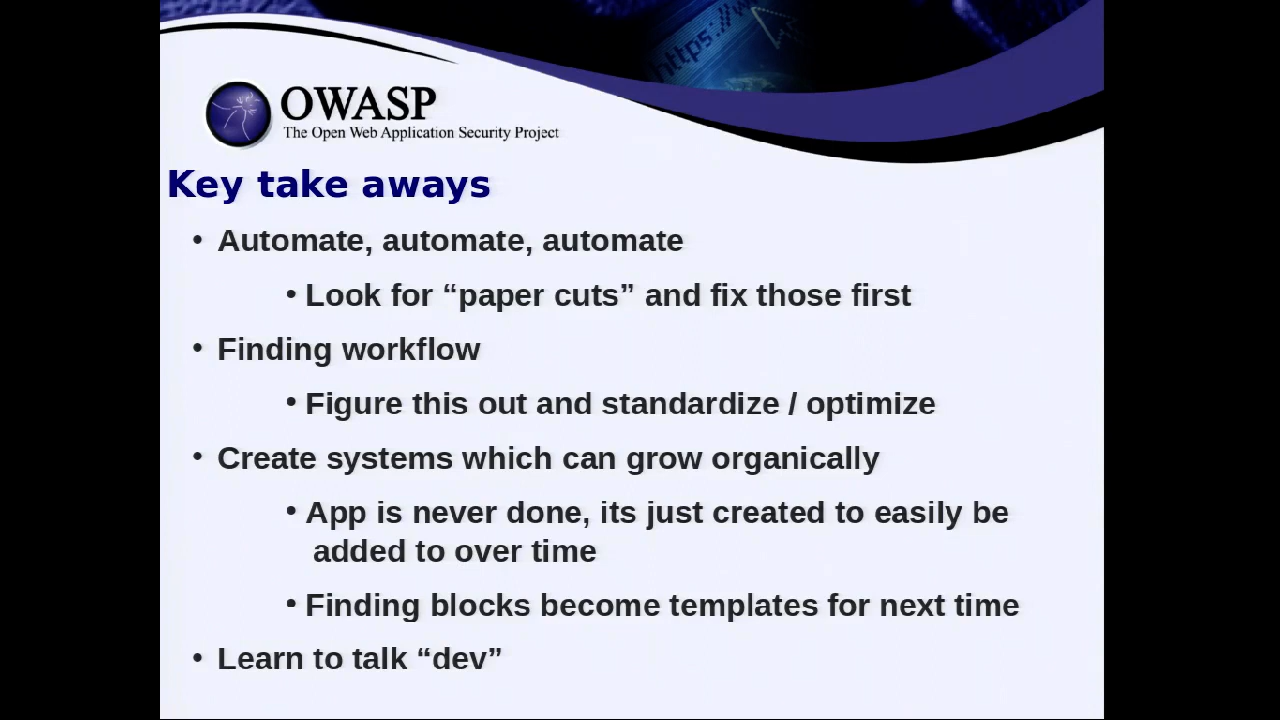 https://w
OWASP
The Open Web Application Security Project
Key take aways
• Automate, automate, automate
• Look for “paper cuts” and fix those first
• Finding workflow
• Figure this out and standardize / optimize
• Create systems which can grow organically
• App is never done, its just created to easily be
added to over time
• Finding blocks become templates for next time
• Learn to talk “dev”